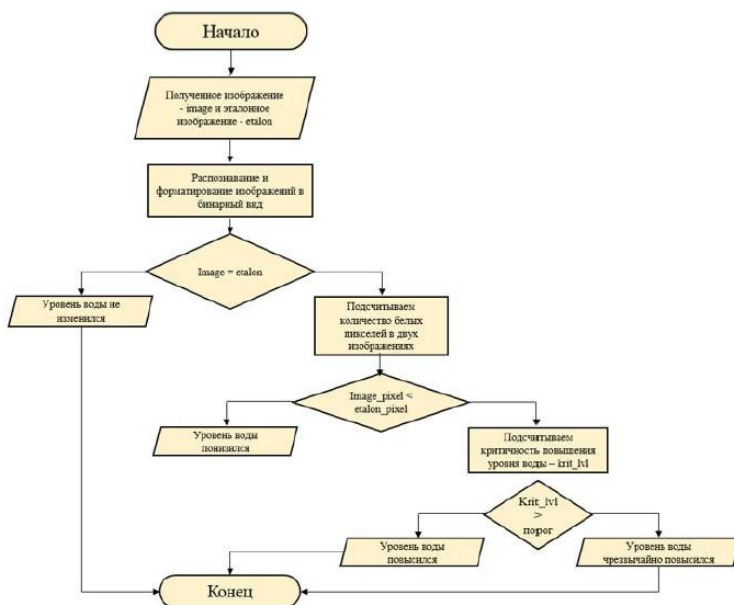 Начало
Полученное изображение
- image и эталонное
изображение - etalon
Распознавание и
форматирование изображений в
бинарный вид
Image = etalon
Уровень воды не
изменился
Подсчитываем
количество белых
пикселей в двух
изображениях
Image_pixel <
etalon_pixel
Уровень воды
понизился
Подсчитываем
критичность повышения
уровня воды – krit_lvl
Krit_lvl
>
порог
Уровень воды
повысился
Уровень воды
чрезвычайно повысился
Конец